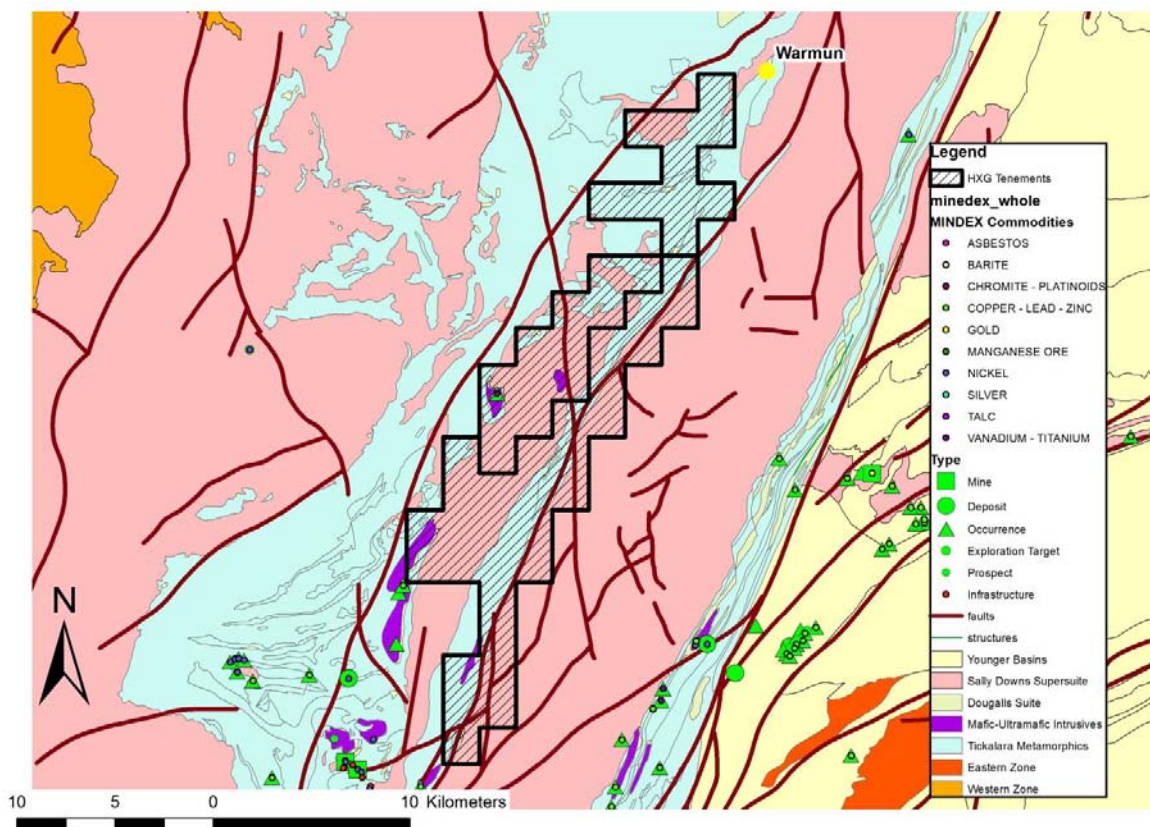 Warmun
Legend
HXG Tenements
minedex_whole
MINDEX Commodities
ASBESTOS
BARITE
CHROMITE - PLATINOIDS
COPPER - LEAD - ZINC
GOLD
MANGANESE ORE
NICKEL
SILVER
TALC
VANADIUM - TITANIUM
Type
Mine
Deposit
Occurrence
Exploration Target
Prospect
Infrastructure
faults
structures
Younger Basins
Sally Downs Supersuite
Dougalls Suite
Mafic-Ultramafic Intrusives
Tickalara Metamorphics
Eastern Zone
Western Zone
N
10 5 0 10 Kilometers